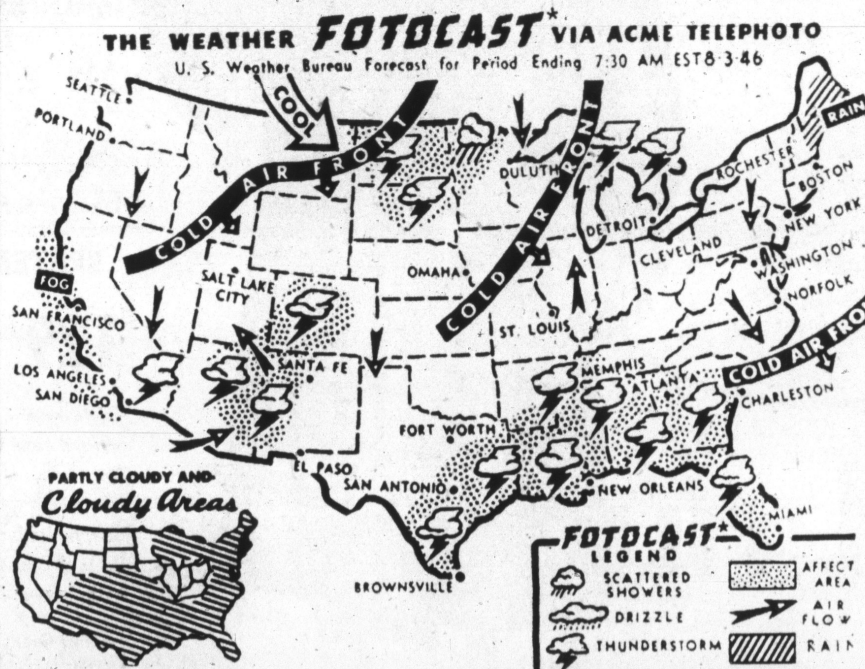 THE WEATHER FOTOCAST* VIA ACME TELEPHOTO
U. S. Weather Bureau Forecast for Period Ending 7:30 AM EST 8-3-46
SEATTLE
PORTLAND
COOL
COLD AIR FRONT
DULUTH
COLD AIR FRONT
RAIN
ROCHESTER
BOSTON
DETROIT
NEW YORK
CLEVELAND
WASHINGTON
NORFOLK
FOG
SALT LAKE
CITY
OMAHA
SAN FRANCISCO
ST. LOUIS
LOS ANGELES
SAN DIEGO
SANTA FE
MEMPHIS
ATLANTA
COLD AIR FRO
CHARLESTON
FORT WORTH
EL PASO
SAN ANTONIO
NEW ORLEANS
MIAMI
BROWNSVILLE
PARTLY CLOUDY AND
Cloudy Areas
FOTOCAST*
LEGEND
SCATTERED
SHOWERS
DRIZZLE
THUNDERSTORM
AFFECT
AREA
AIR
FLOW
RAIN